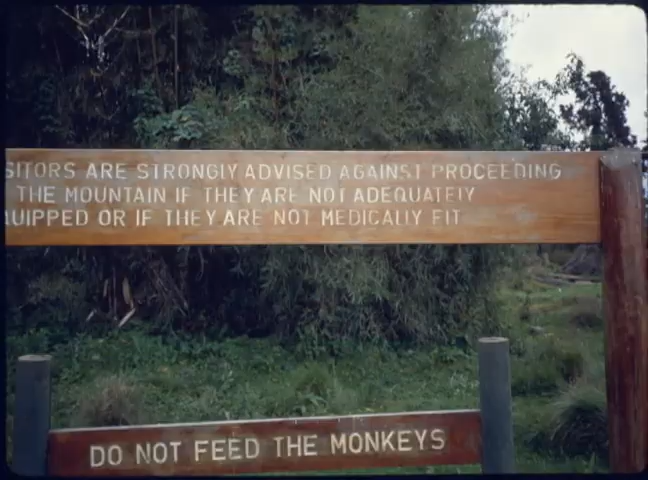 SITORS ARE STRONGLY ADVISED AGAINST PROCEEDING
THE MOUNTAIN IF THEY ARE NOT ADEQUATELY
QUIPPED OR IF THEY ARE NOT MEDICALLY FIT
DO NOT FEED THE MONKEYS